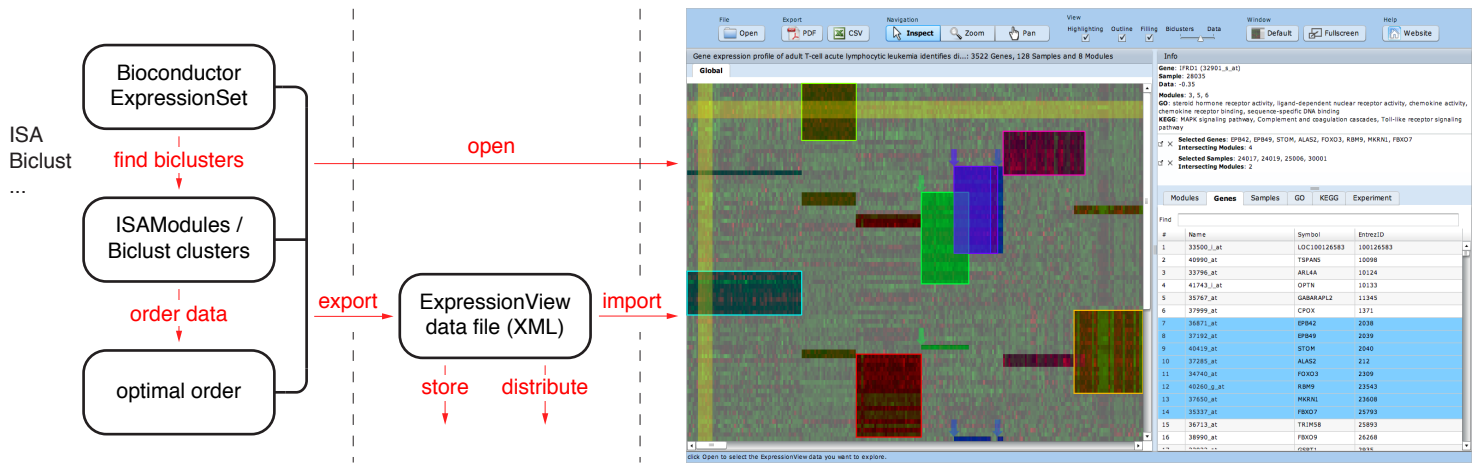 ISA
Biclust
...
Bioconductor
ExpressionSet
find biclusters
ISAModules /
Biclust clusters
order data
optimal order
open
export
ExpressionView
data file (XML)
import
store
distribute
File
Export
Navigation
View
Window
Help
Open
PDF
CSV
Inspect
Zoom
Pan
Highlighting Outline Filling Biclusters Data
Default
Fullscreen
Website
Gene expression profile of adult T-cell acute lymphocytic leukemia identifies di...: 3522 Genes, 128 Samples and 8 Modules
Global
Info
Gene: IFRD1 (32901_s_at)
Sample: 28035
Data: -0.35
Modules: 3, 5, 6
GO: steroid hormone receptor activity, ligand-dependent nuclear receptor activity, chemokine activity,
chemokine receptor binding, sequence-specific DNA binding
KEGG: MAPK signaling pathway, Complement and coagulation cascades, Toll-like receptor signaling
pathway
Selected Genes: EPB42, EPB49, STOM, ALAS2, FOXO3, RBM9, MKRN1, FBXO7
Intersecting Modules: 4
Selected Samples: 24017, 24019, 25006, 30001
Intersecting Modules: 2
Modules Genes Samples GO KEGG Experiment
Find
# Name Symbol EntrezID
1 33500_i_at LOC100126583 100126583
2 40990_at TSPAN5 10098
3 33796_at ARL4A 10124
4 41743_i_at OPTN 10133
5 35767_at GABARAPL2 11345
6 37999_at CPOX 1371
7 36871_at EPB42 2038
8 37192_at EPB49 2039
9 40419_at STOM 2040
10 37285_at ALAS2 212
11 34740_at FOXO3 2309
12 40260_g_at RBM9 23543
13 37650_at MKRN1 23608
14 35337_at FBXO7 25793
15 36713_at TRIM58 25893
16 38990_at FBXO9 26268
click Open to select the ExpressionView data you want to explore.